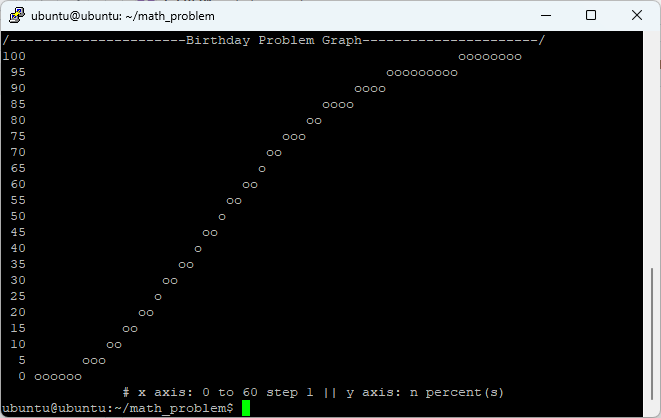 ubuntu@ubuntu: ~/math_problem
/----------------------Birthday Problem Graph----------------------/
100                                                      oooooooo
 95                                             ooooooooo
 90                                         oooo
 85                                     oooo
 80                                   oo
 75                                ooo
 70                              oo
 65                             o
 60                           oo
 55                         oo
 50                        o
 45                      oo
 40                     o
 35                   oo
 30                 oo
 25                o
 20              oo
 15            oo
 10          oo
  5       ooo
  0 oooooo
               # x axis: 0 to 60 step 1 || y axis: n percent(s)
ubuntu@ubuntu:~/math_problem$